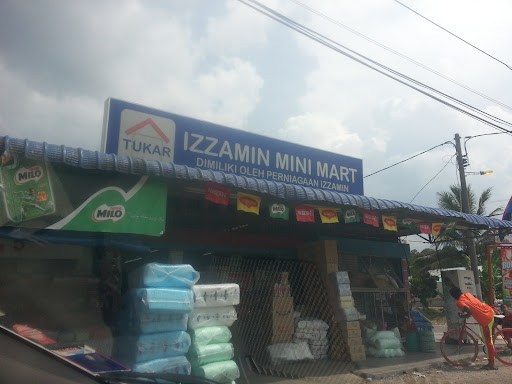 TUKAR
IZZAMIN MINI MART
DIMILIKI OLEH PERNIAGAAN IZZAMIN
MILO
MILO